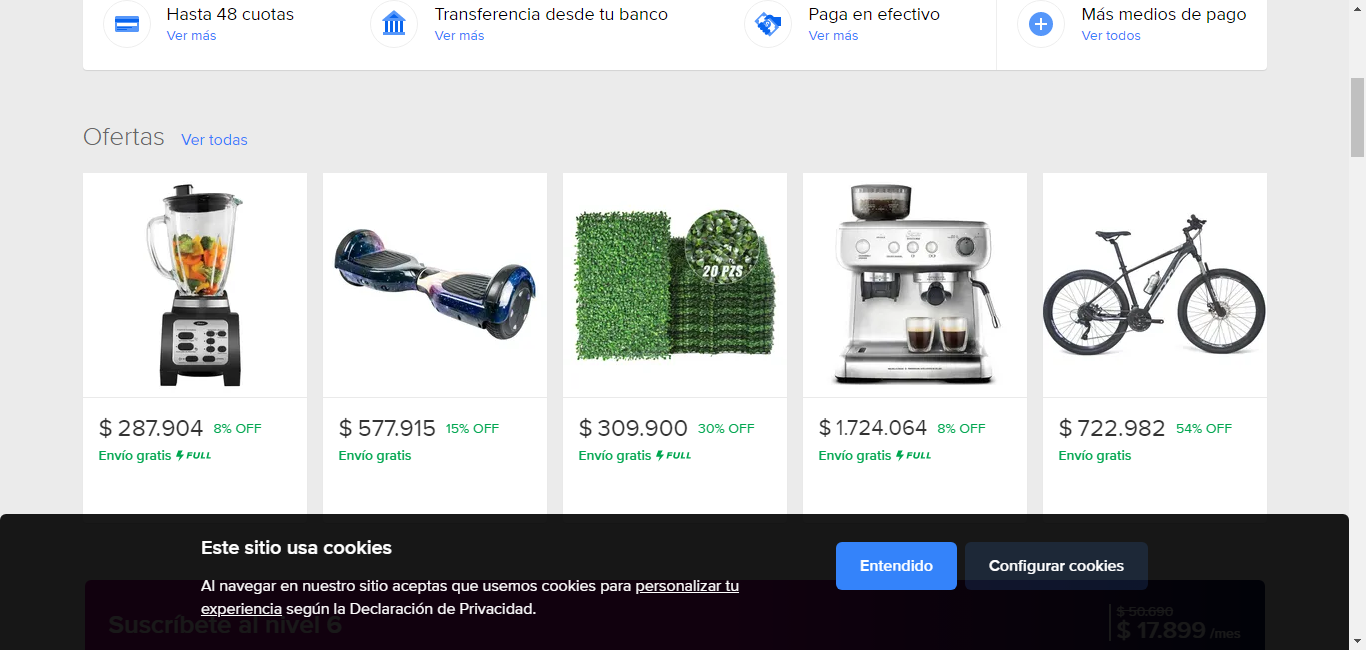 Hasta 48 cuotas
Ver más
Transferencia desde tu banco
Ver más
Paga en efectivo
Ver más
Más medios de pago
Ver todos
Ofertas Ver todas
20 PZS
$ 287.904 8% OFF
Envío gratis FULL
$ 577.915 15% OFF
Envío gratis
$ 309.900 30% OFF
Envío gratis FULL
$ 1.724.064 8% OFF
Envío gratis FULL
$ 722.982 54% OFF
Envío gratis
Este sitio usa cookies
Al navegar en nuestro sitio aceptas que usemos cookies para personalizar tu
experiencia según la Declaración de Privacidad.
Entendido
Configurar cookies
Suscríbete al nivel 6
$ 50.690
$ 17.899 /mes